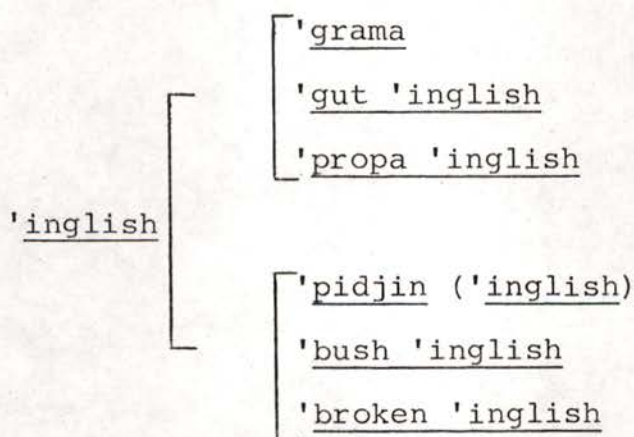 'grama
'gut 'inglish
'propa 'inglish
'inglish
'pidjin ('inglish)
'bush 'inglish
'broken 'inglish